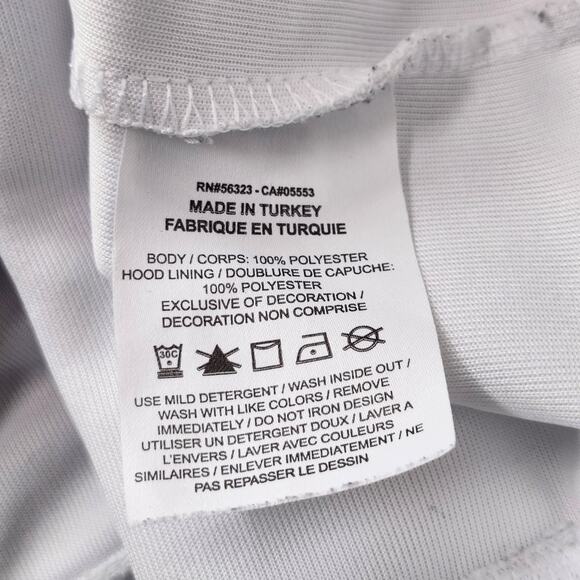 RN#56323 - CA#05553
MADE IN TURKEY
FABRIQUE EN TURQUIE
BODY / CORPS: 100% POLYESTER
HOOD LINING / DOUBLURE DE CAPUCHE:
100% POLYESTER
EXCLUSIVE OF DECORATION /
DECORATION NON COMPRISE
30C
USE MILD DETERGENT / WASH INSIDE OUT /
WASH WITH LIKE COLORS / REMOVE
IMMEDIATELY / DO NOT IRON DESIGN
UTILISER UN DETERGENT DOUX / LAVER A
L'ENVERS / LAVER AVEC COULEURS
SIMILAIRES / ENLEVER IMMEDIATEMENT / NE
PAS REPASSER LE DESSIN